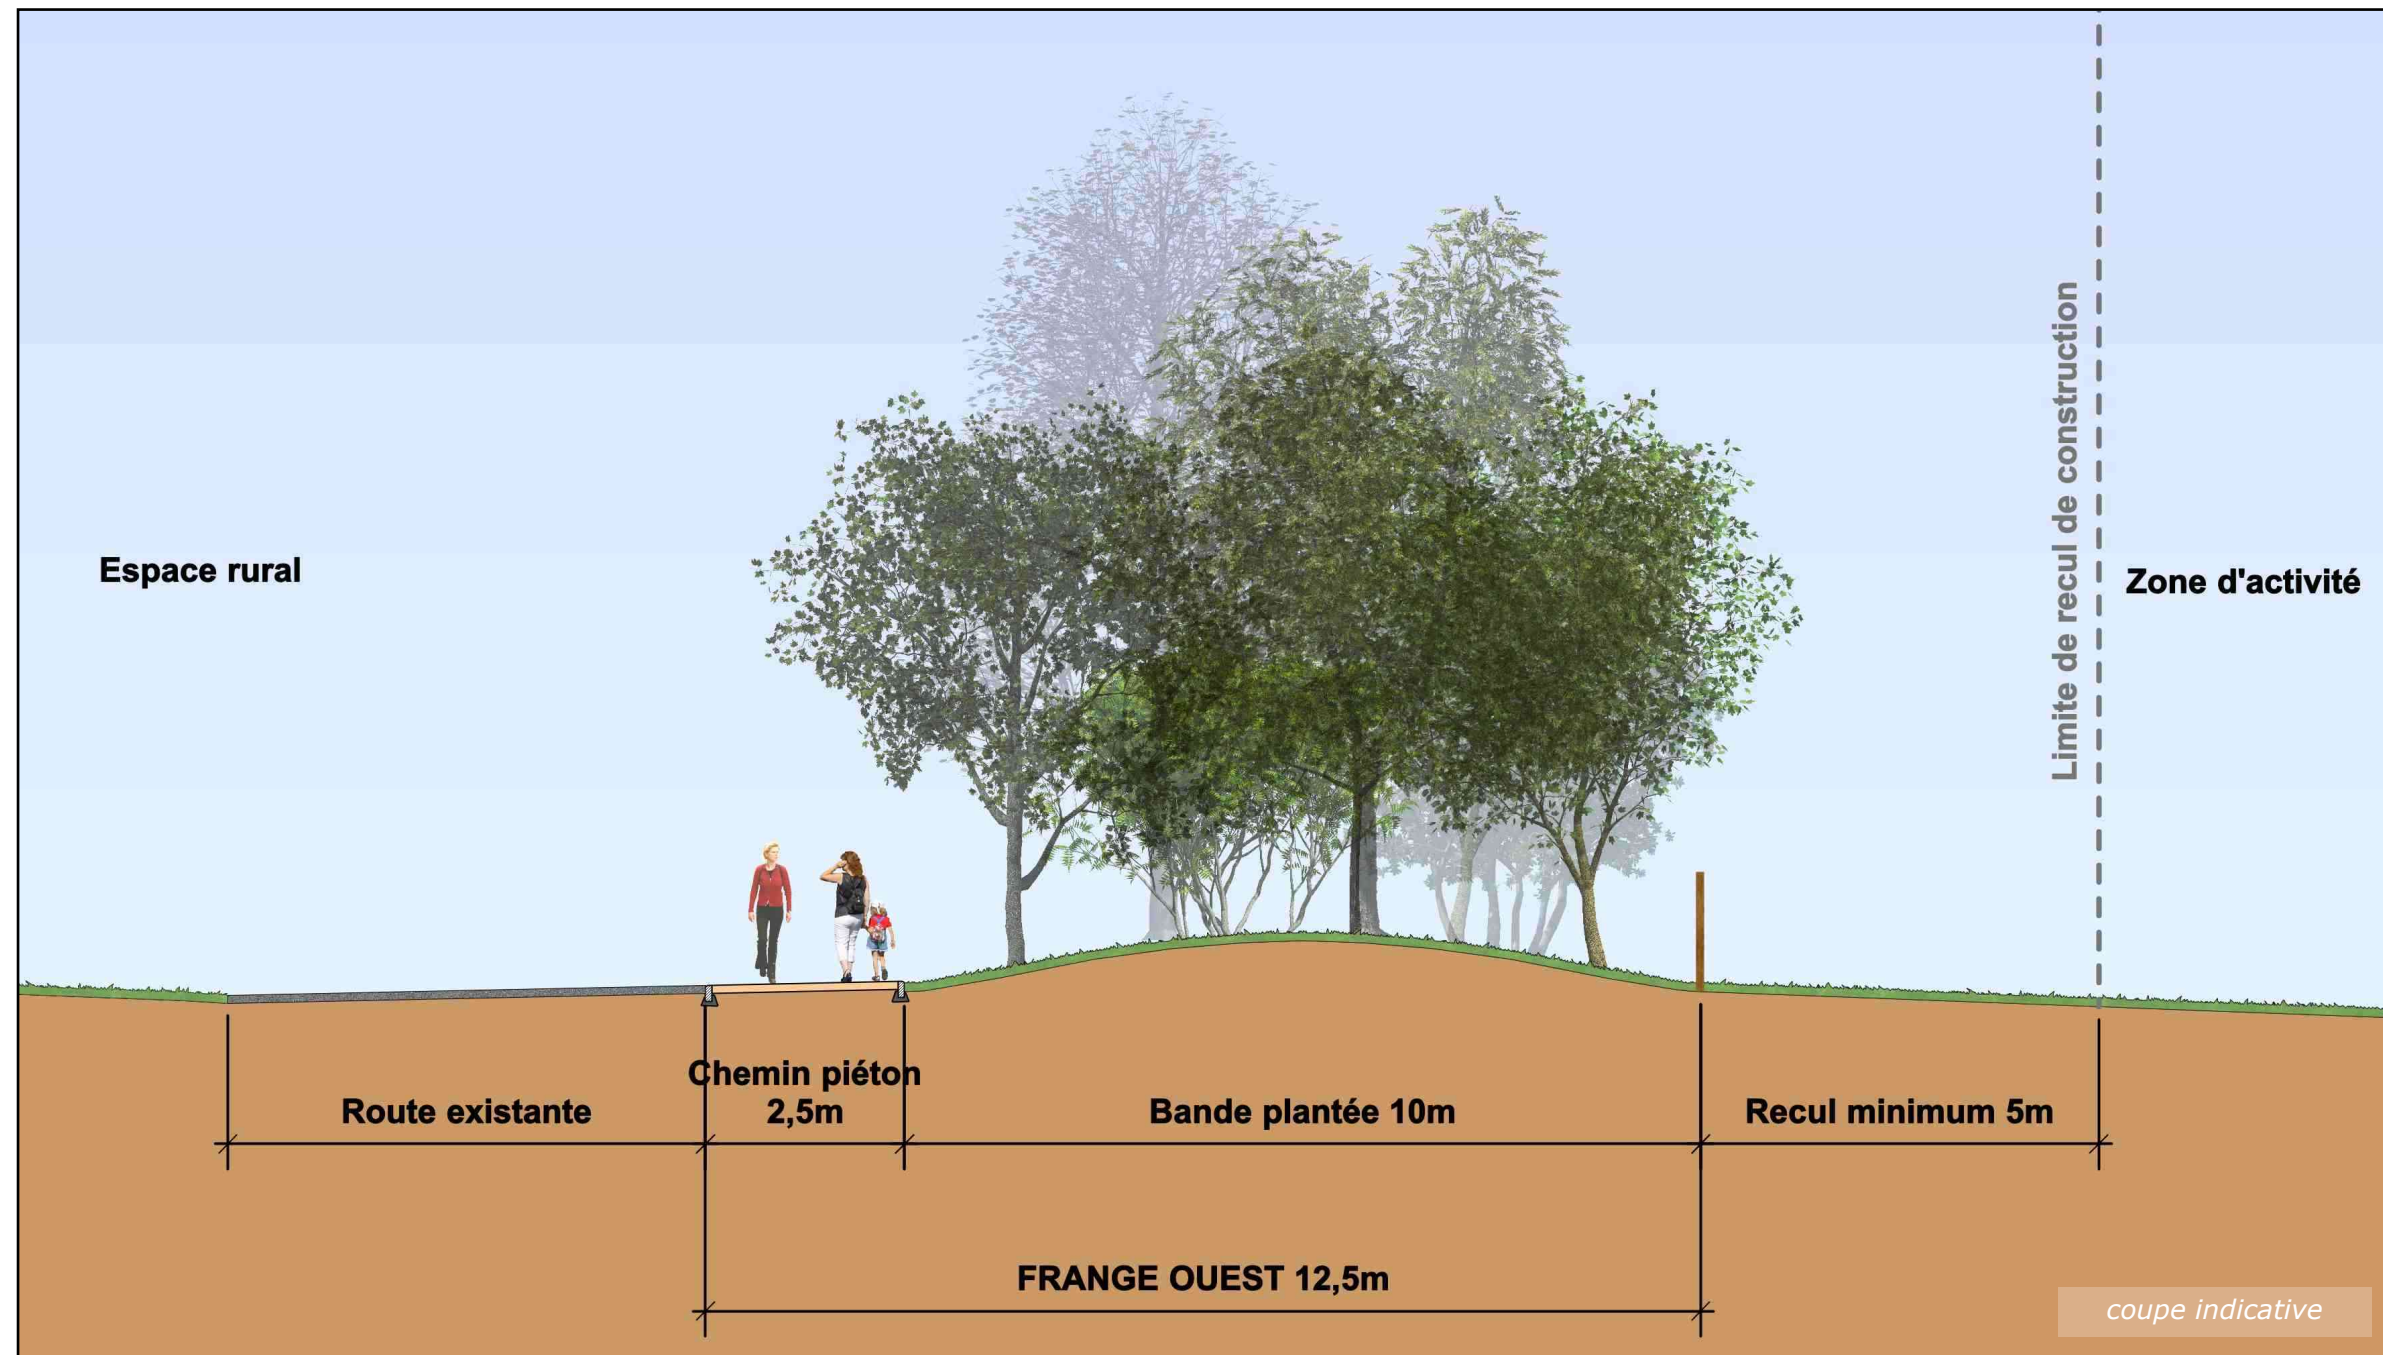 Espace rural
Limite de recul de construction
Zone d'activité
Chemin piéton
2,5m
Route existante
Bande plantée 10m
Recul minimum 5m
FRANGE OUEST 12,5m
coupe indicative